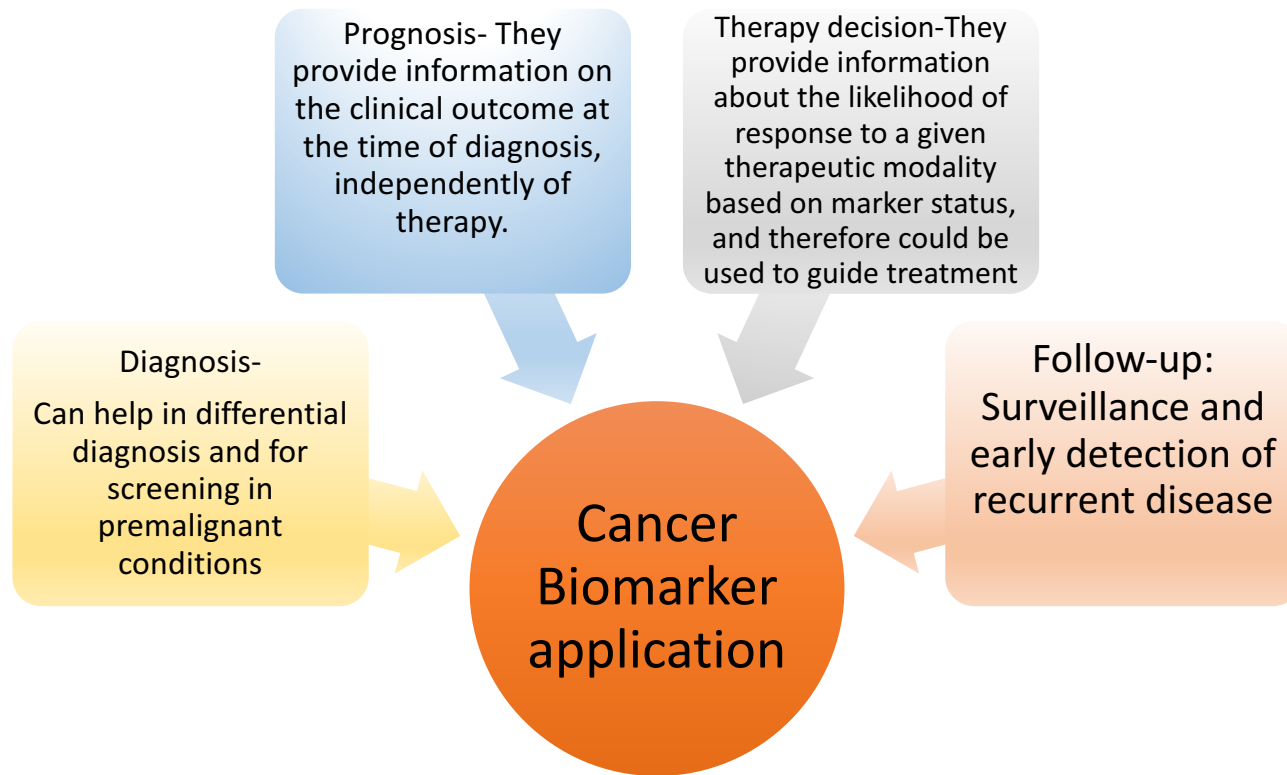 Prognosis- They
provide information on
the clinical outcome at
the time of diagnosis,
independently of
therapy.
Therapy decision-They
provide information
about the likelihood of
response to a given
therapeutic modality
based on marker status,
and therefore could be
used to guide treatment
Diagnosis-
Can help in differential
diagnosis and for
screening in
premalignant
conditions
Follow-up:
Surveillance and
early detection of
recurrent disease
Cancer
Biomarker
application